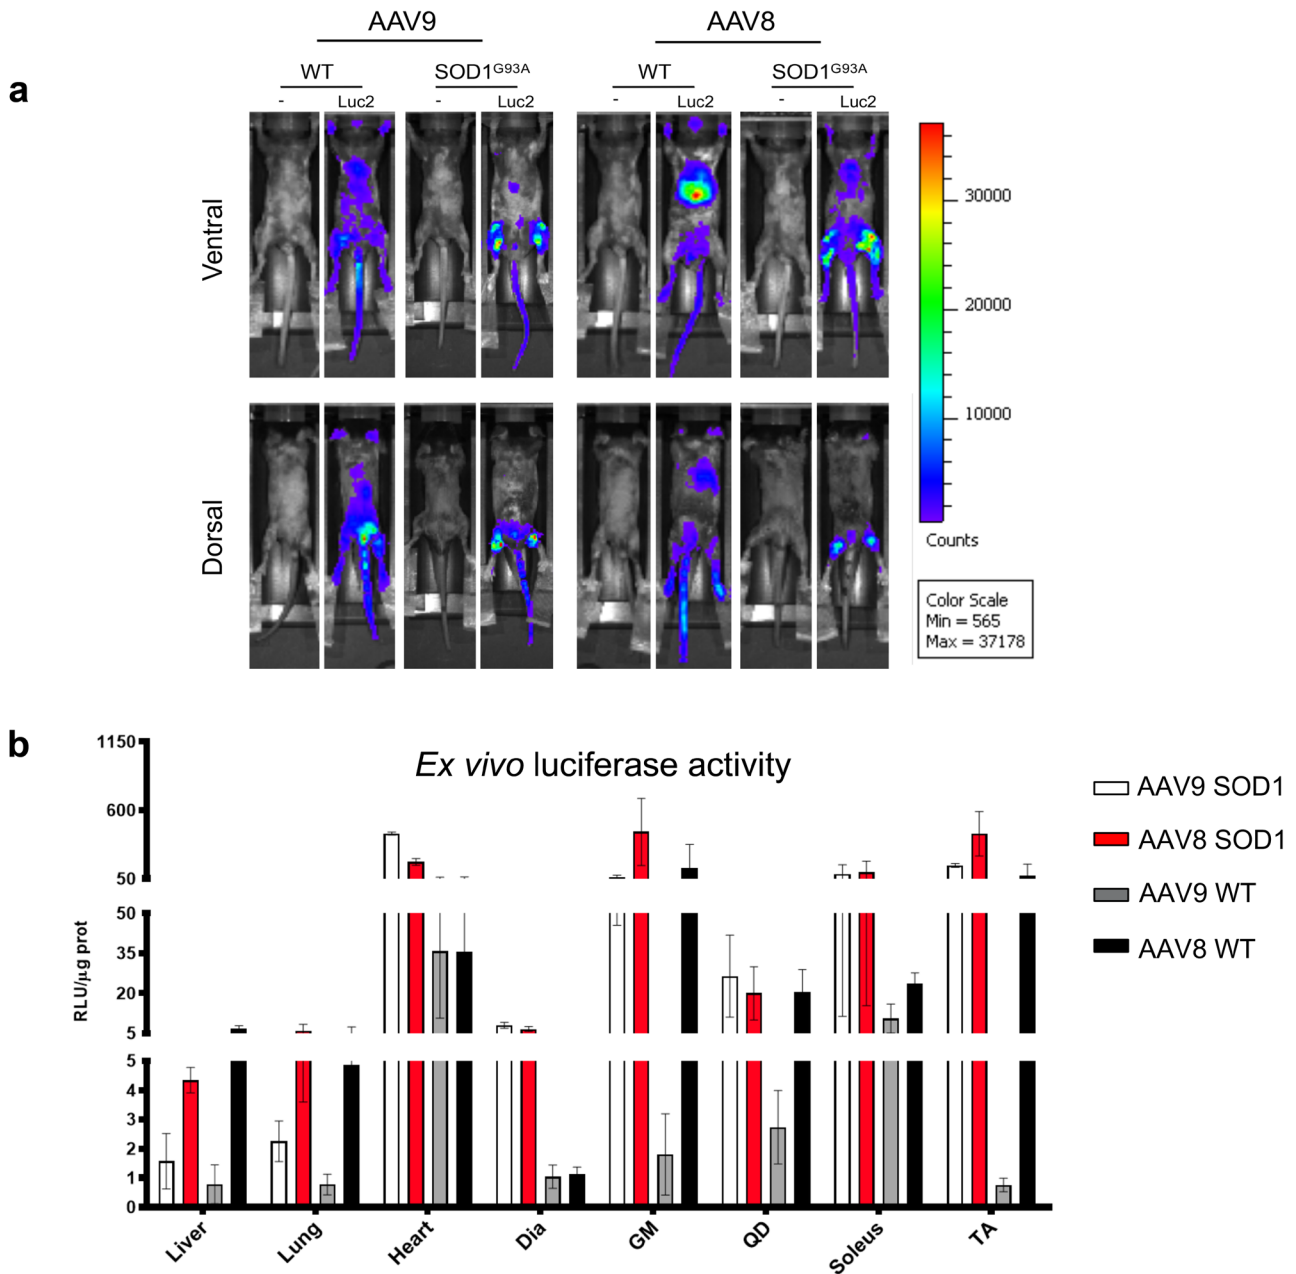 AAV9 AAV8
a
WT SOD1G93A WT SOD1G93A
- Luc2 - Luc2 - Luc2 - Luc2
Ventral
30000
20000
10000
Counts
Dorsal
Color Scale
Min = 565
Max = 37178
b
Ex vivo luciferase activity
1150
600
50
50
35
20
5
5
4
3
2
1
0
RLU/µg prot
AAV9 SOD1
AAV8 SOD1
AAV9 WT
AAV8 WT
Liver Lung Heart Dia GM QD Soleus TA